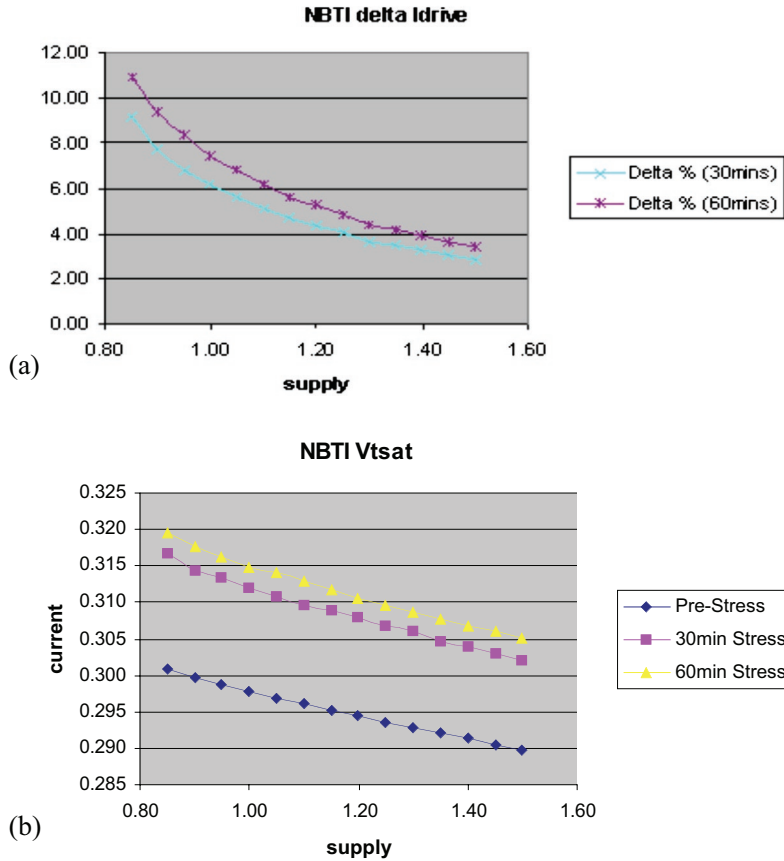 NBTI delta Idrive
12.00
10.00
8.00
6.00
4.00
2.00
0.00
0.80 1.00 1.20 1.40 1.60
supply
Delta % (30mins)
Delta % (60mins)
(a)
NBTI Vtsat
0.325
0.320
0.315
0.310
0.305
0.300
0.295
0.290
0.285
current
0.80 1.00 1.20 1.40 1.60
supply
Pre-Stress
30min Stress
60min Stress
(b)